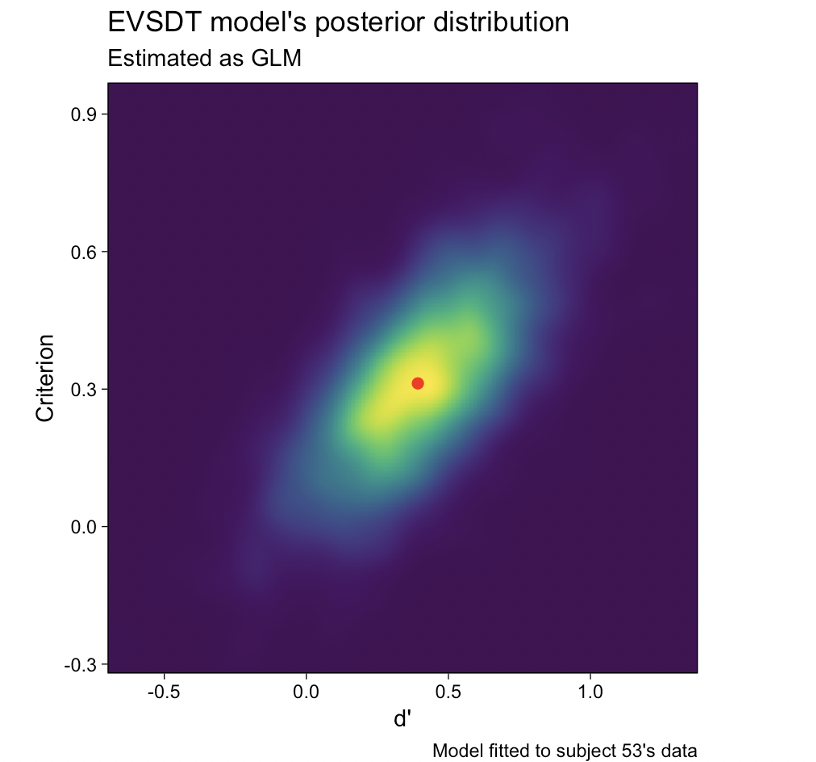 EVSDT model's posterior distribution
Estimated as GLM
0.9
0.6
0.3
0.0
-0.3
Criterion
-0.5 0.0 0.5 1.0
d'
Model fitted to subject 53's data